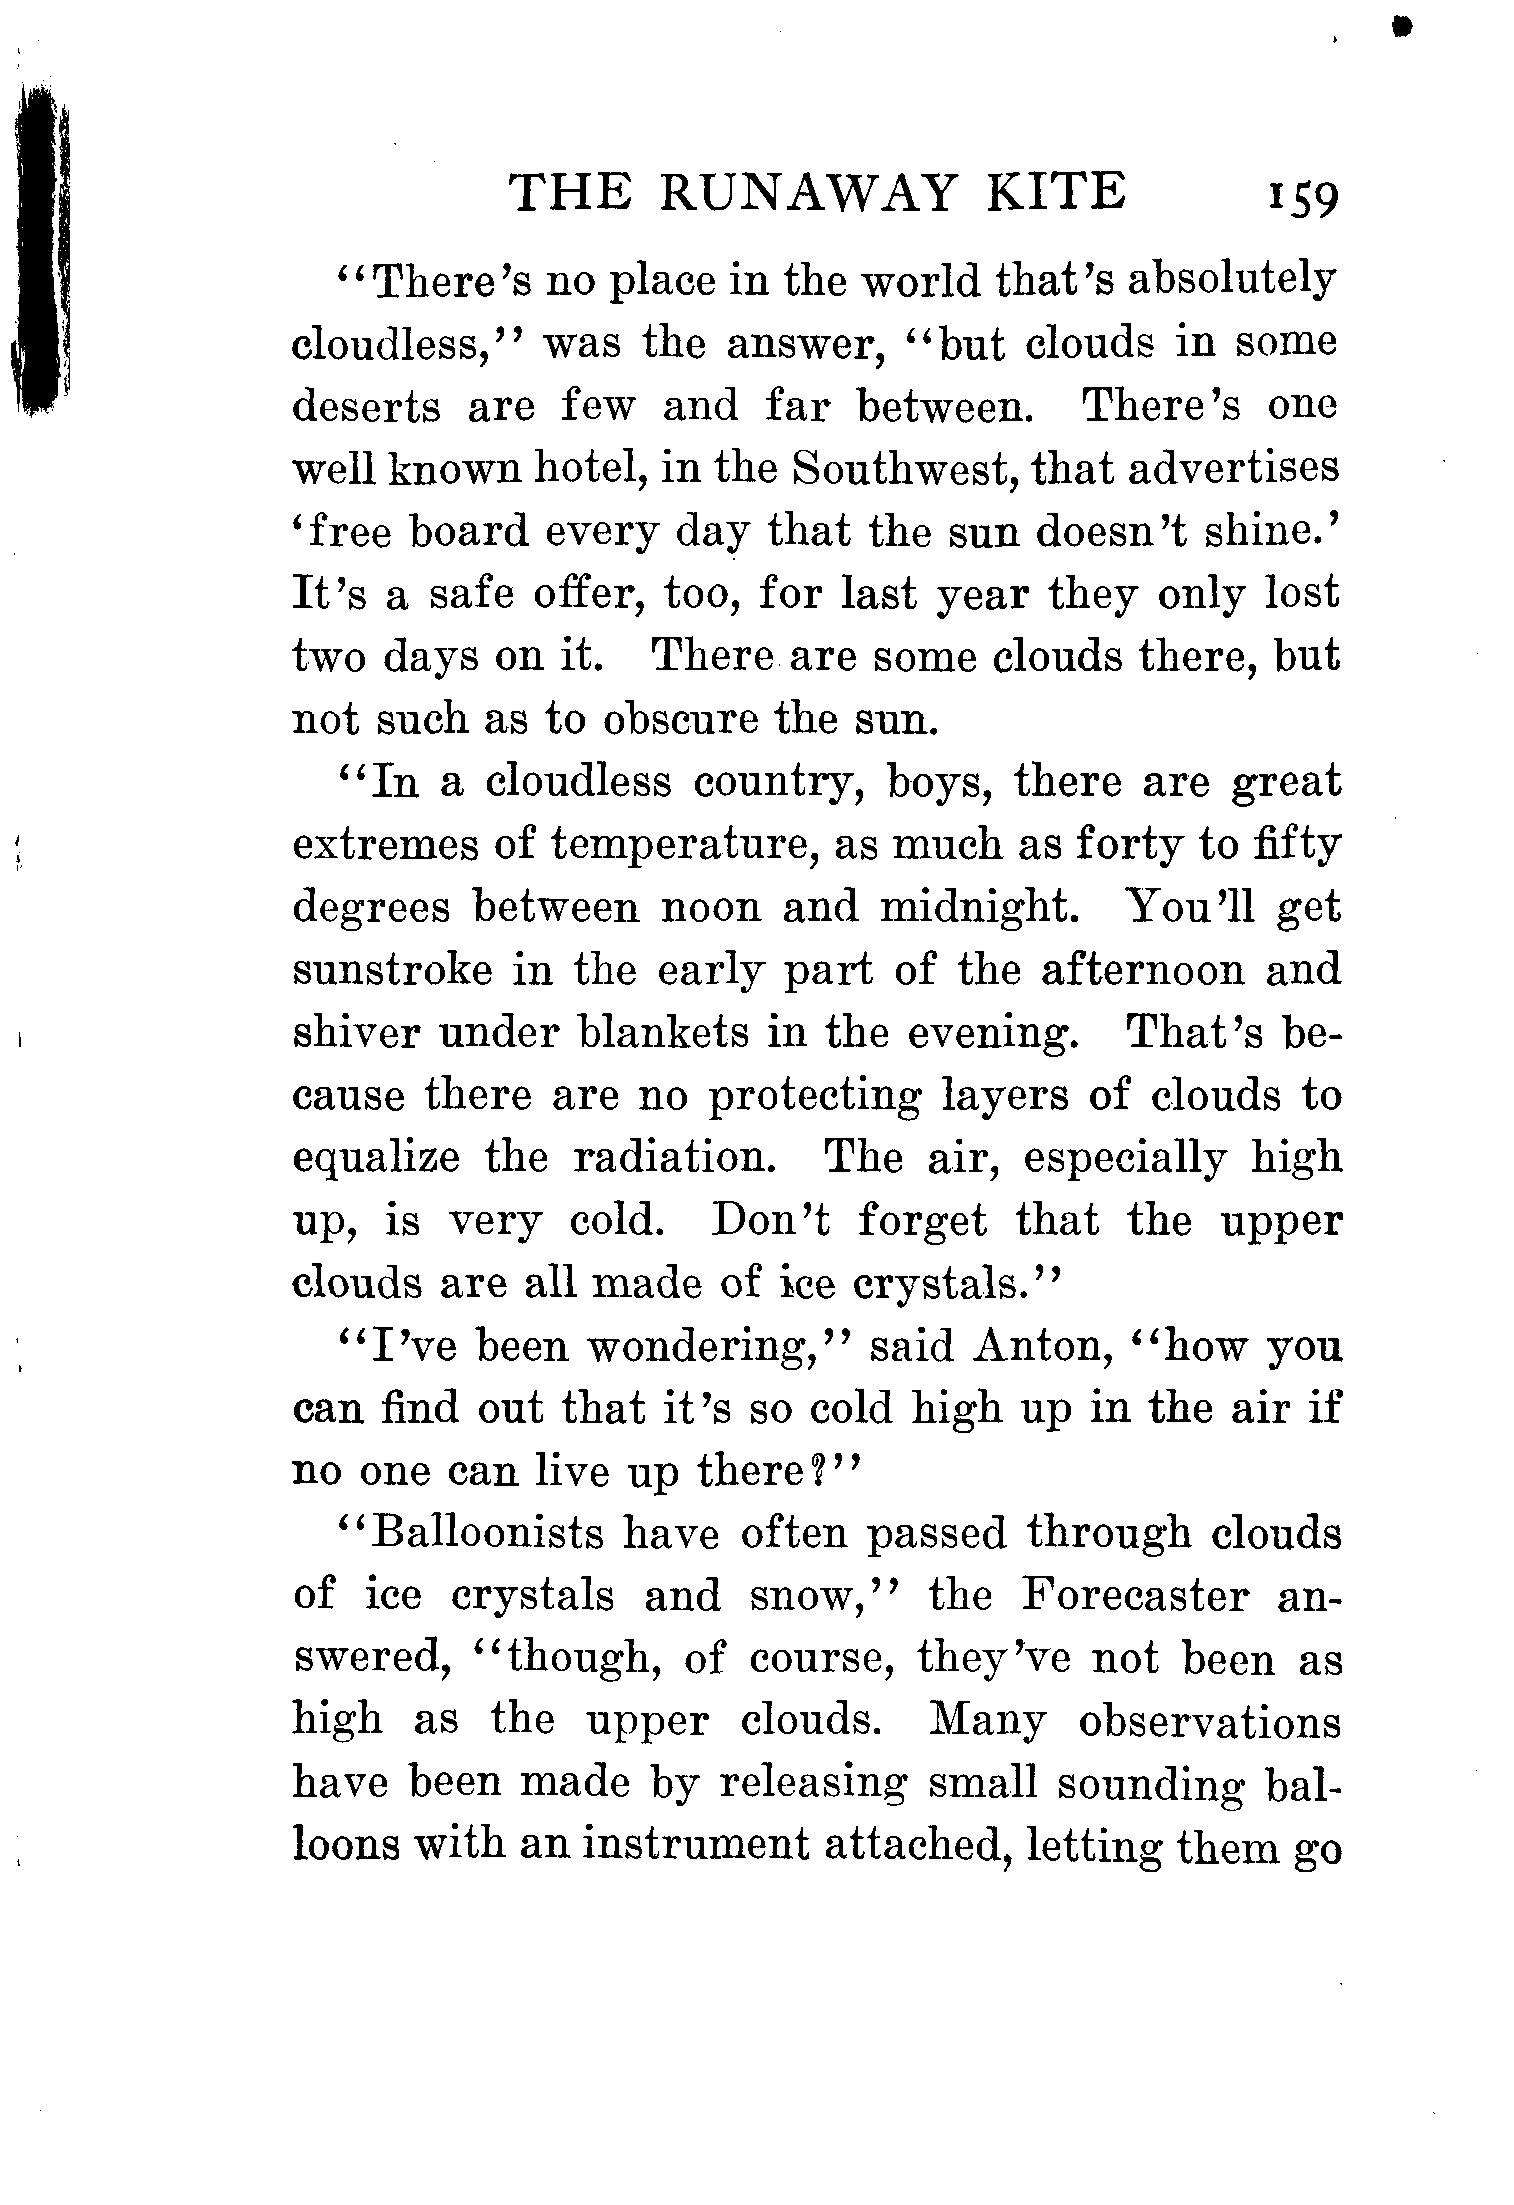 THE RUNAWAY KITE 159
"There's no place in the world that's absolutely
cloudless," was the answer, "but clouds in some
deserts are few and far between. There's one
well known hotel, in the Southwest, that advertises
'free board every day that the sun doesn't shine.'
It's a safe offer, too, for last year they only lost
two days on it. There are some clouds there, but
not such as to obscure the sun.
"In a cloudless country, boys, there are great
extremes of temperature, as much as forty to fifty
degrees between noon and midnight. You'll get
sunstroke in the early part of the afternoon and
shiver under blankets in the evening. That's be-
cause there are no protecting layers of clouds to
equalize the radiation. The air, especially high
up, is very cold. Don't forget that the upper
clouds are all made of ice crystals."
"I've been wondering," said Anton, "how you
can find out that it's so cold high up in the air if
no one can live up there?"
"Balloonists have often passed through clouds
of ice crystals and snow," the Forecaster an-
swered, "though, of course, they've not been as
high as the upper clouds. Many observations
have been made by releasing small sounding bal-
loons with an instrument attached, letting them go